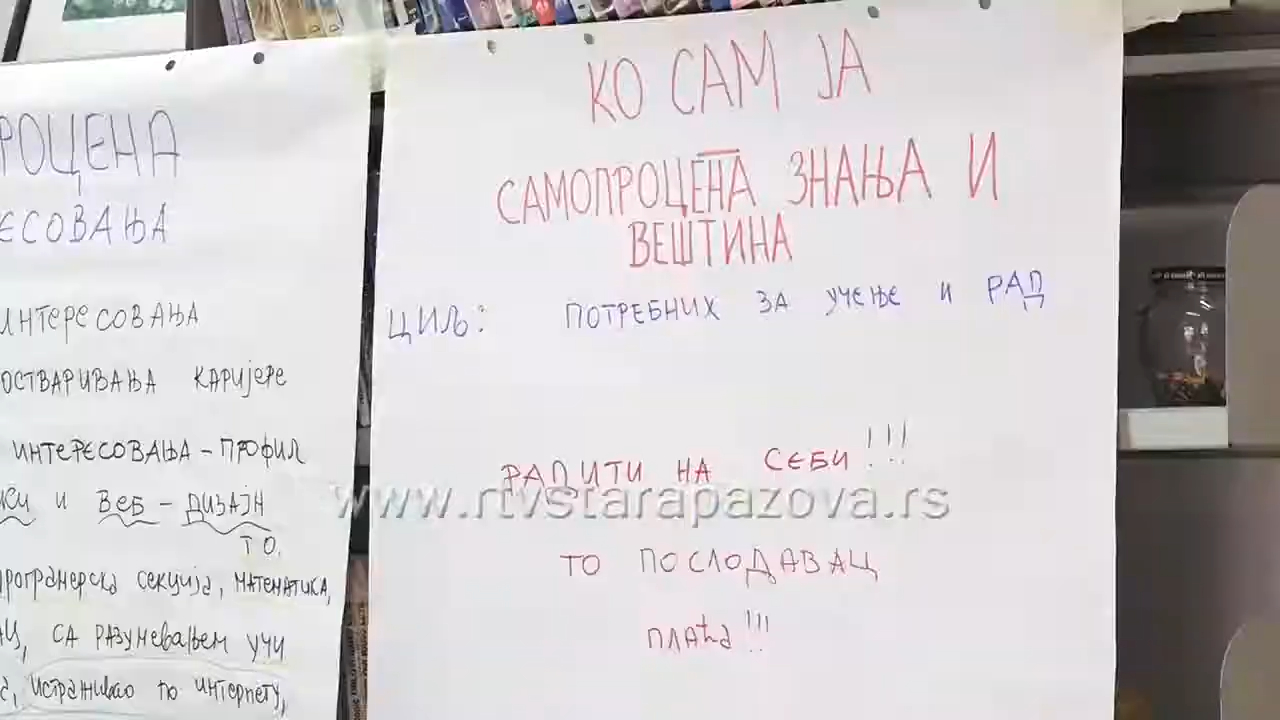 РОЦЕНА
ЕСОВАЊА
ИНТЕРЕСОВАЊА
ОСТВАРИВАЊА КАРИЈЕРЕ
ИНТЕРЕСОВАЊА - ПРОФИЛ
И ВЕБ - ДИЗАЈН
ТО.
програмерска секција, МАТЕМАТИКА,
АЦ, СА РАЗУМЕВАЊЕМ УЧИ
а, истраживао по интернету,
КО САМ ЈА
САМОПРОЦЕНА ЗНАЊА И
ВЕШТИНА
ЦИЉ: ПОТРЕБНИХ ЗА УЧЕЊЕ И РАД
РАДИТИ НА СЕБИ!!!
www.rtvstarapazova.rs
ТО ПОСЛОДАВАЦ
ПЛАЋА!!!